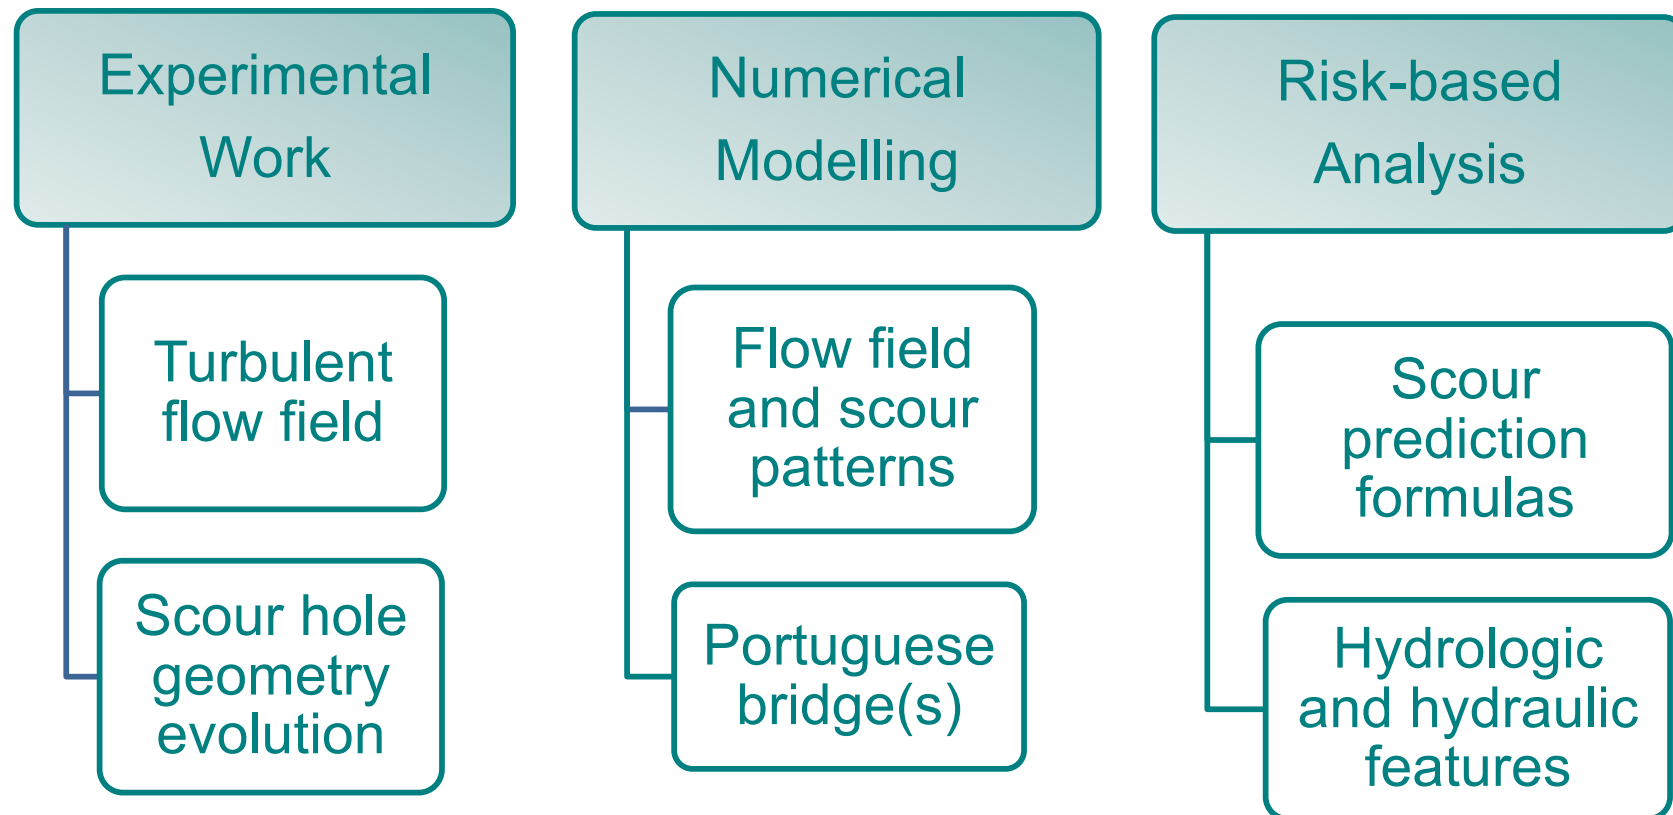 Experimental
Work
Turbulent
flow field
Scour hole
geometry
evolution
Numerical
Modelling
Flow field
and scour
patterns
Portuguese
bridge(s)
Risk-based
Analysis
Scour
prediction
formulas
Hydrologic
and hydraulic
features